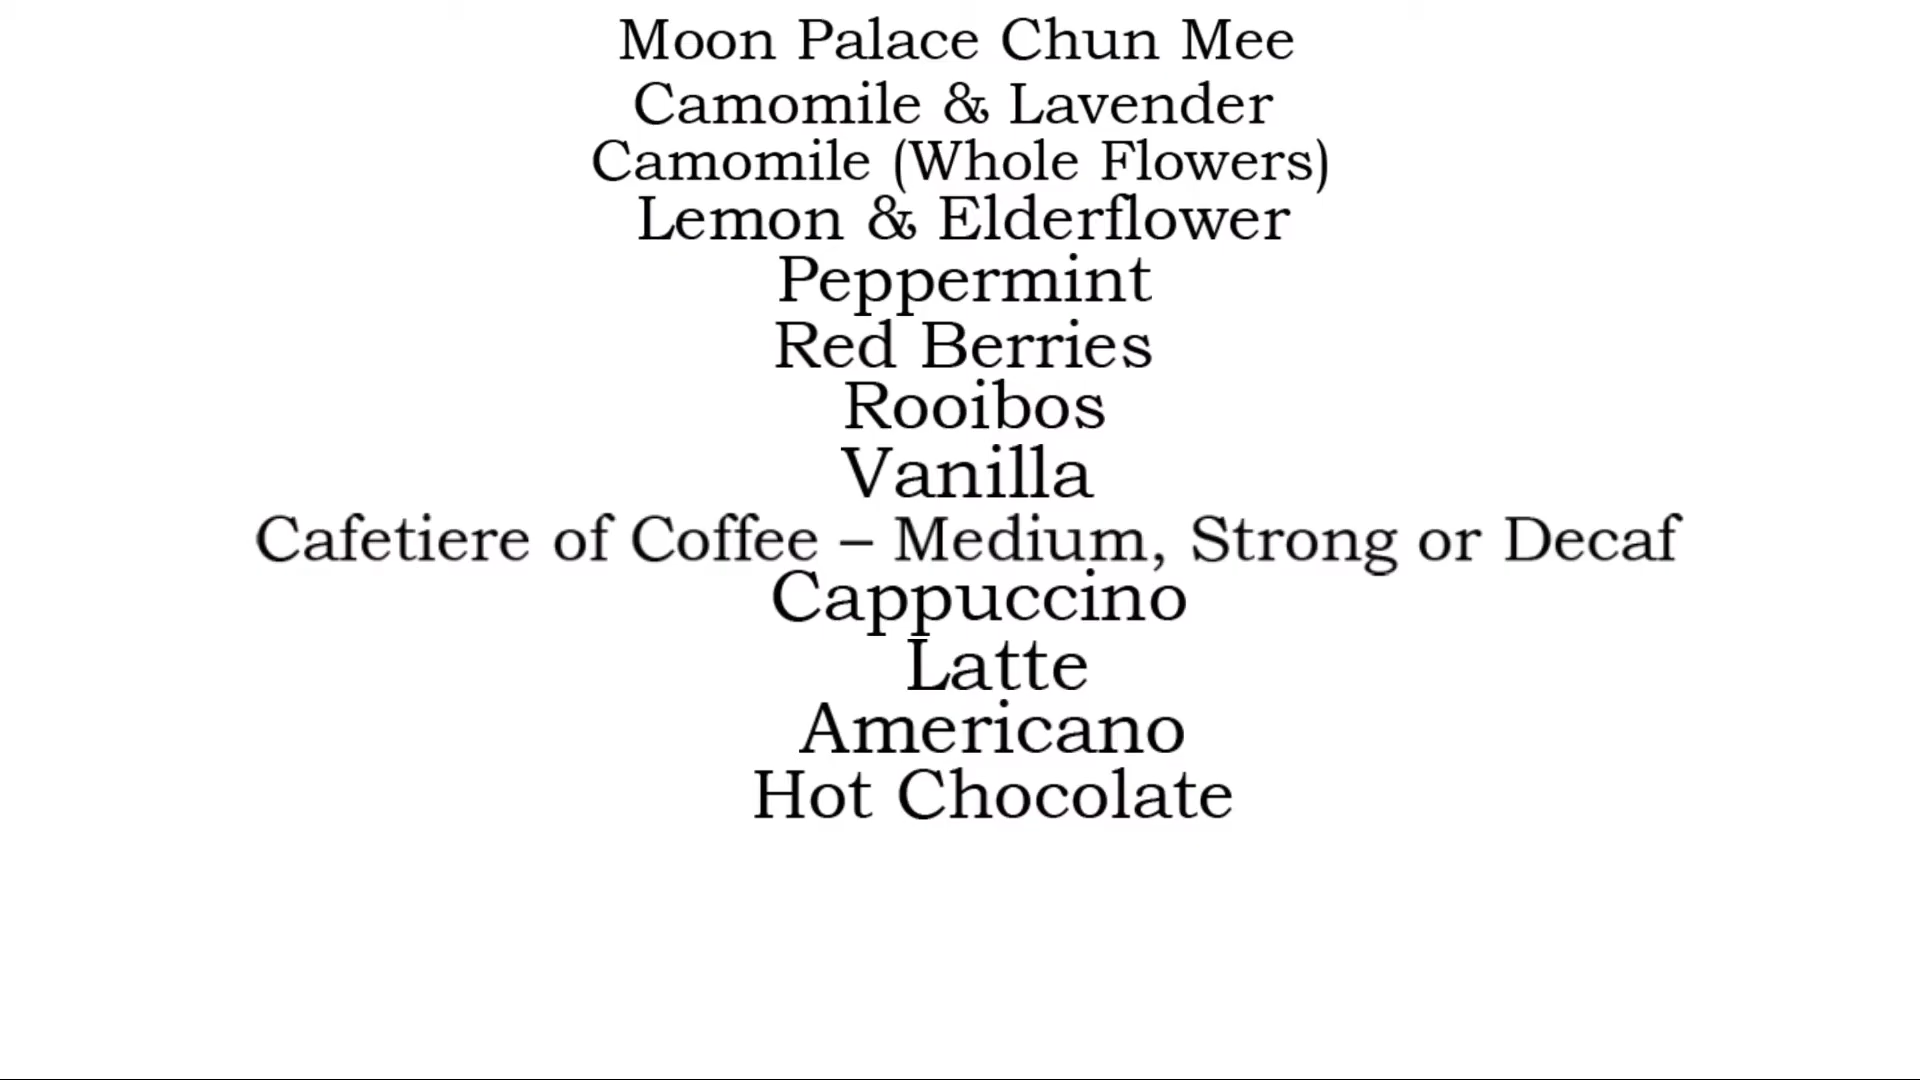 Moon Palace Chun Mee
Camomile & Lavender
Camomile (Whole Flowers)
Lemon & Elderflower
Peppermint
Red Berries
Rooibos
Vanilla
Cafetiere of Coffee – Medium, Strong or Decaf
Cappuccino
Latte
Americano
Hot Chocolate